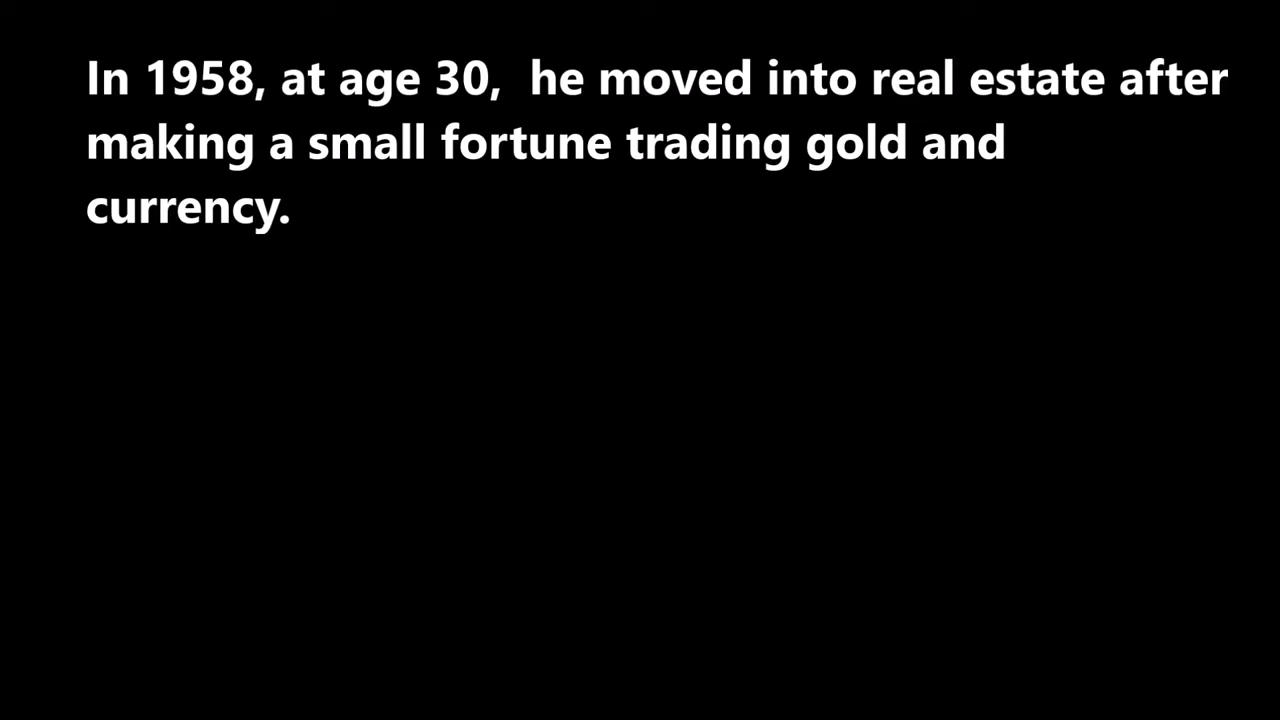 In 1958, at age 30,  he moved into real estate after
making a small fortune trading gold and
currency.